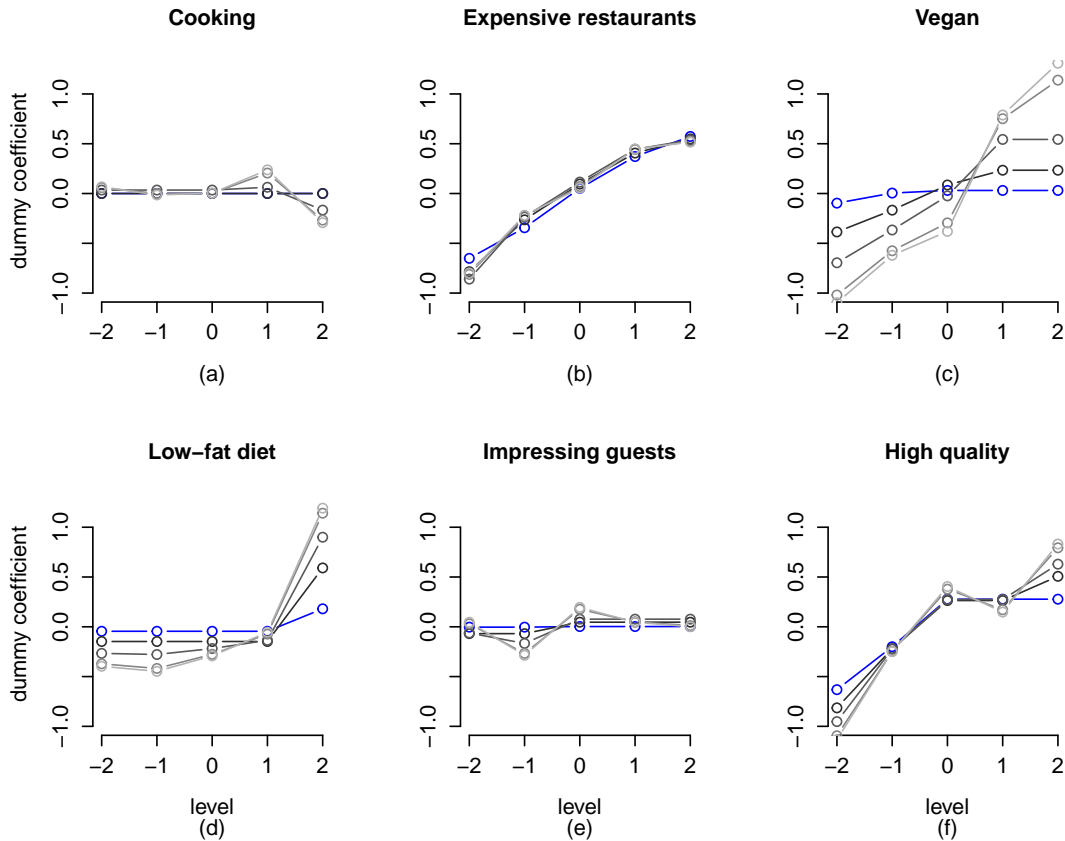 Cooking
dummy coefficient
−1.0 0.0 0.5 1.0
−2 −1 0 1 2
(a)
Expensive restaurants
−1.0 0.0 0.5 1.0
−2 −1 0 1 2
(b)
Vegan
−1.0 0.0 0.5 1.0
−2 −1 0 1 2
(c)
Low−fat diet
dummy coefficient
−1.0 0.0 0.5 1.0
−2 −1 0 1 2
level
(d)
Impressing guests
−1.0 0.0 0.5 1.0
−2 −1 0 1 2
level
(e)
High quality
−1.0 0.0 0.5 1.0
−2 −1 0 1 2
level
(f)